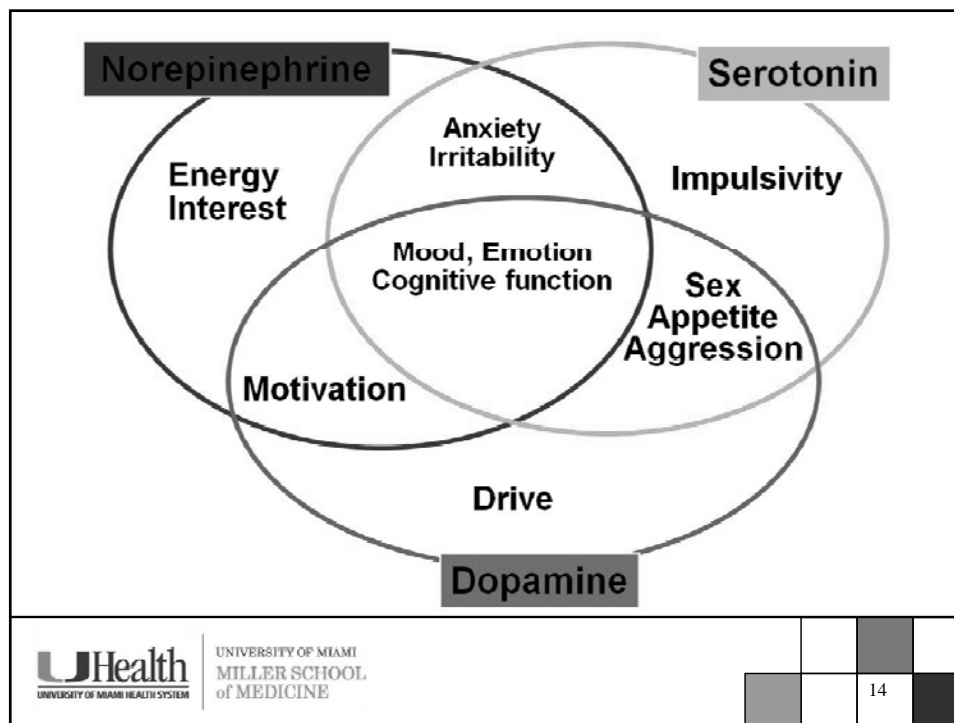 Norepinephrine
Serotonin
Anxiety
Irritability
Energy
Interest
Impulsivity
Mood, Emotion
Cognitive function
Sex
Appetite
Aggression
Motivation
Drive
Dopamine
UHealth
UNIVERSITY OF MIAMI HEALTH SYSTEM
UNIVERSITY OF MIAMI
MILLER SCHOOL
of MEDICINE
14